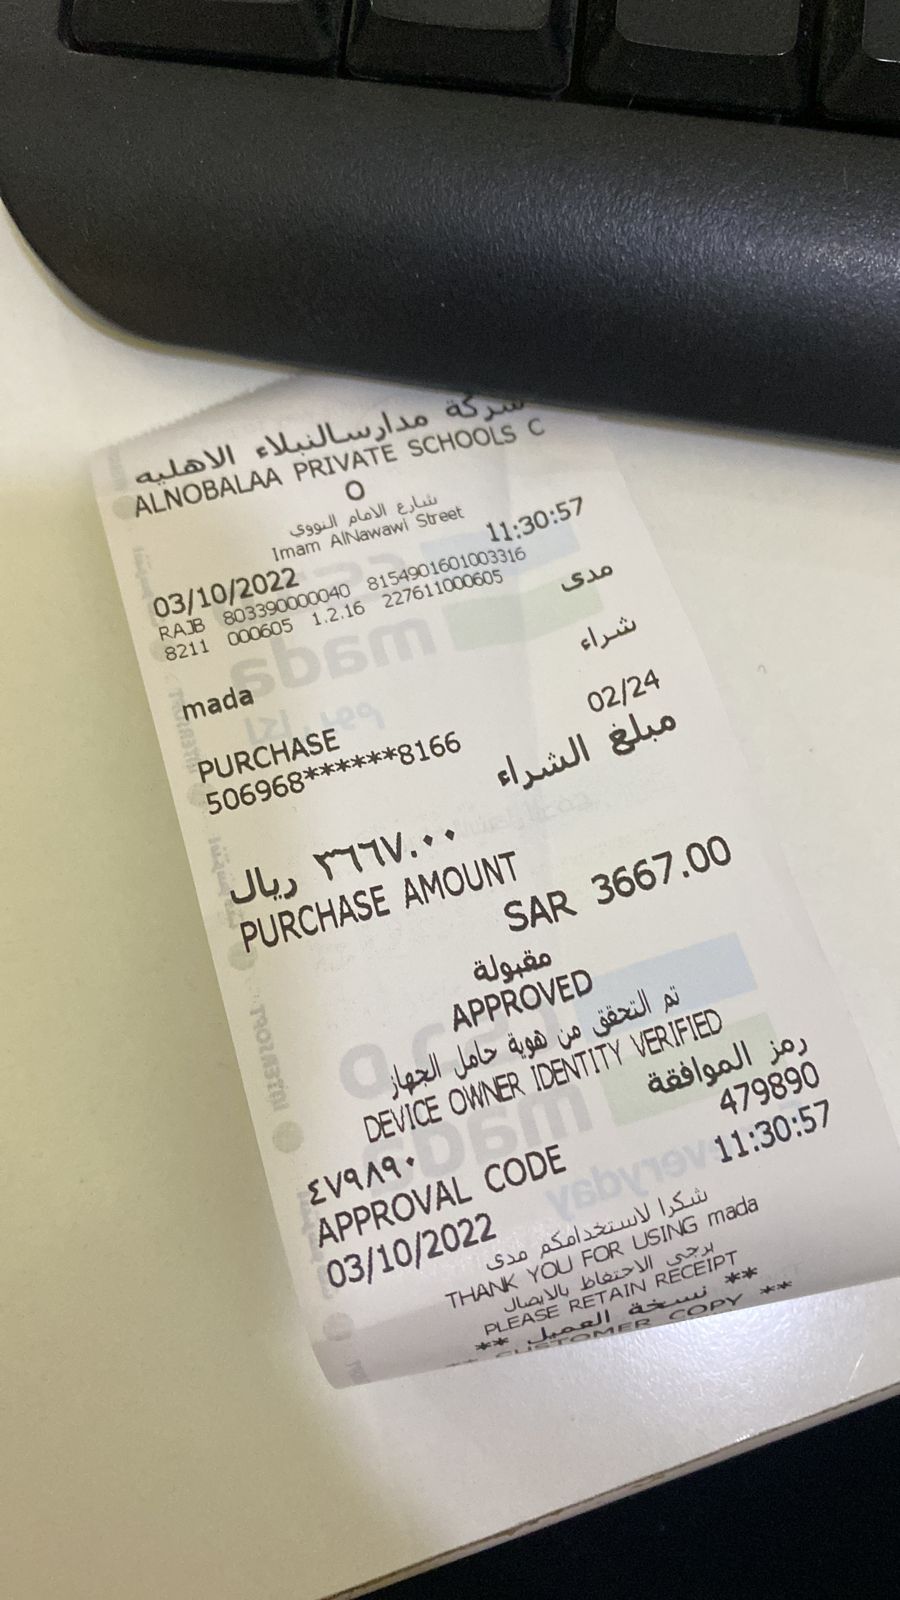 شركة مدارسالنبلاء الاهليه
ALNOBALAA PRIVATE SCHOOLS C
O
شارع الامام النووي
Imam AlNawawi Street
03/10/2022 11:30:57
RAJB 803390000040 8154901601003316
8211 000605 1.2.16 227611000605
mada مدى
PURCHASE شراء
506968******8166 02/24
مبلغ الشراء
٣٦٦٧.٠٠ ريال
PURCHASE AMOUNT
SAR 3667.00
مقبولة
APPROVED
تم التحقق من هوية حامل الجهاز
DEVICE OWNER IDENTITY VERIFIED
رمز الموافقة
٤٧٩٨٩٠
APPROVAL CODE 479890
03/10/2022 11:30:57
شكرا لاستخدامكم مدى
THANK YOU FOR USING mada
يرجى الاحتفاظ بالايصال
PLEASE RETAIN RECEIPT
** نسخة العميل **
** CUSTOMER COPY **